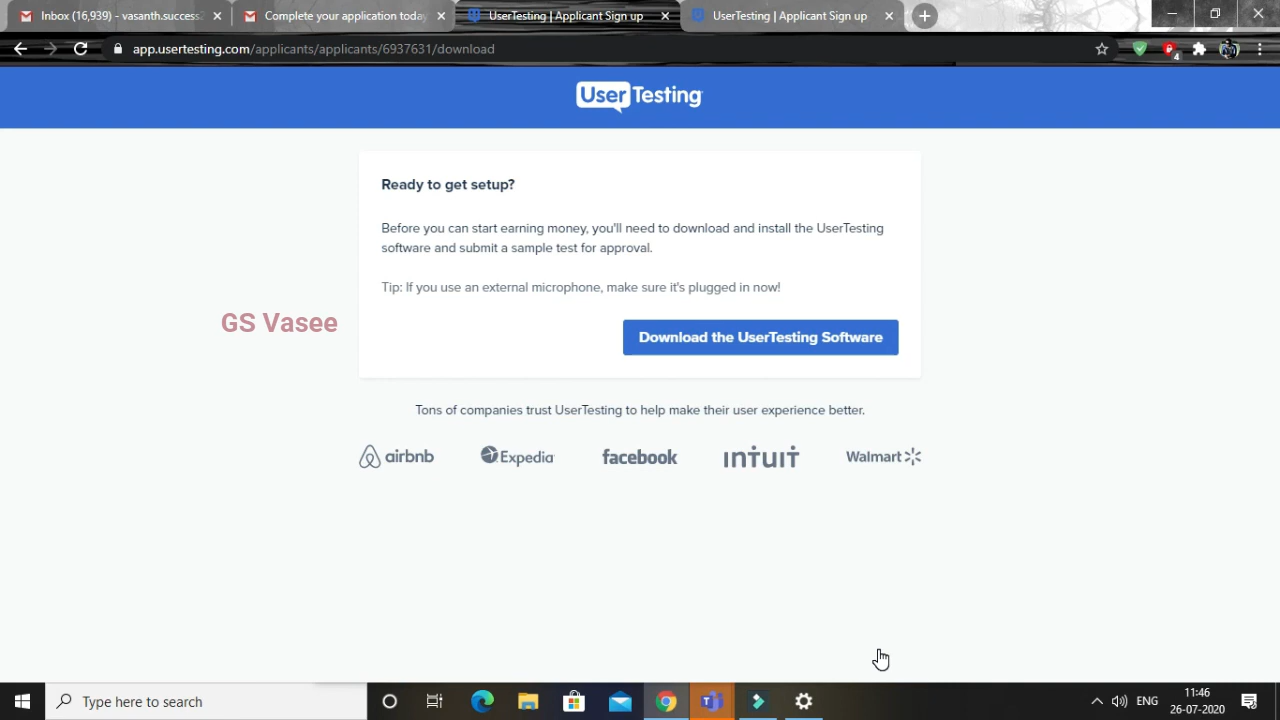 Inbox (16,939) - vasanth.success
Complete your application today
UserTesting | Applicant Sign up
UserTesting | Applicant Sign up
app.usertesting.com/applicants/applicants/6937631/download
4
UserTesting
Ready to get setup?
Before you can start earning money, you'll need to download and install the UserTesting
software and submit a sample test for approval.
Tip: If you use an external microphone, make sure it's plugged in now!
GS Vasee
Download the UserTesting Software
Tons of companies trust UserTesting to help make their user experience better.
airbnb
Expedia
facebook
intuit
Walmart
Type here to search
ENG
11:46
26-07-2020